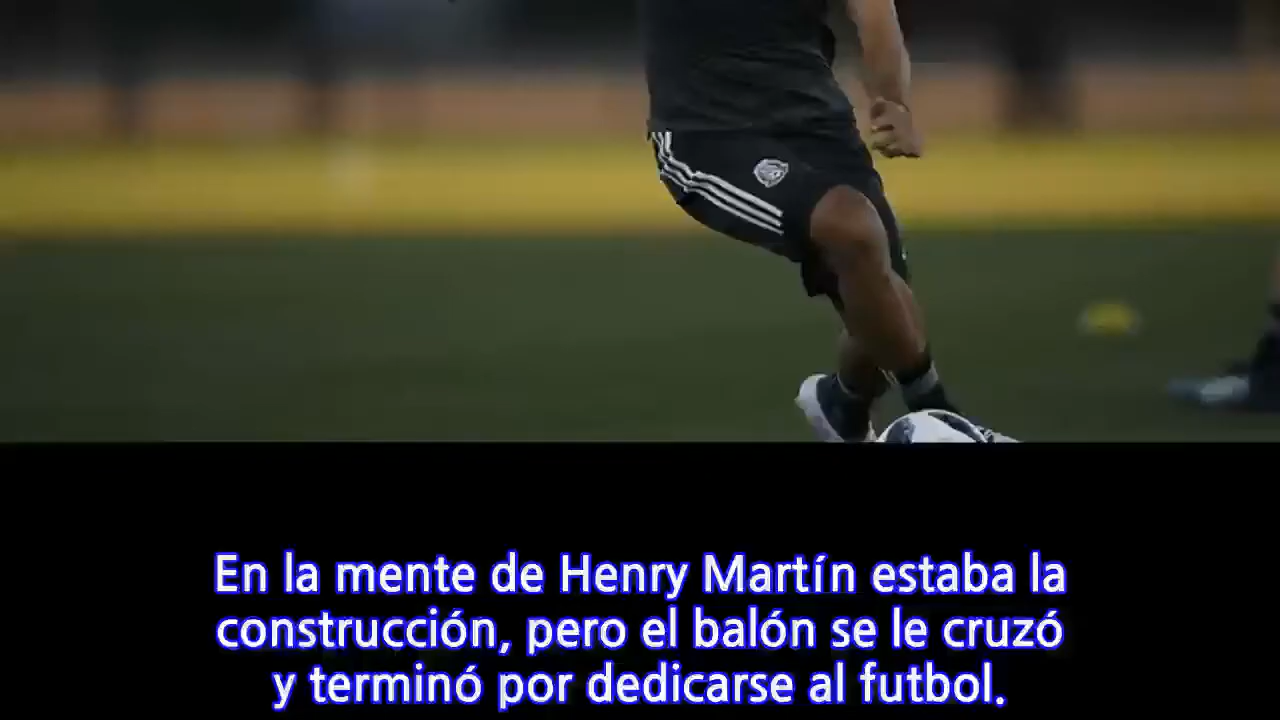 En la mente de Henry Martín estaba la
construcción, pero el balón se le cruzó
y terminó por dedicarse al futbol.